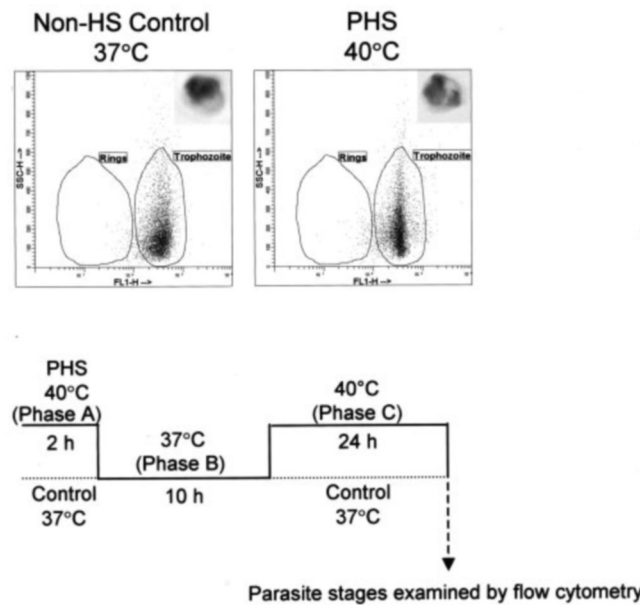 Non-HS Control
37°C
PHS
40°C
Rings
Trophozoite
SSC-H -->
FL1-H -->
Rings
Trophozoite
SSC-H -->
FL1-H -->
PHS
40°C
(Phase A)
2 h
Control
37°C
37°C
(Phase B)
10 h
40°C
(Phase C)
24 h
Control
37°C
Parasite stages examined by flow cytometry